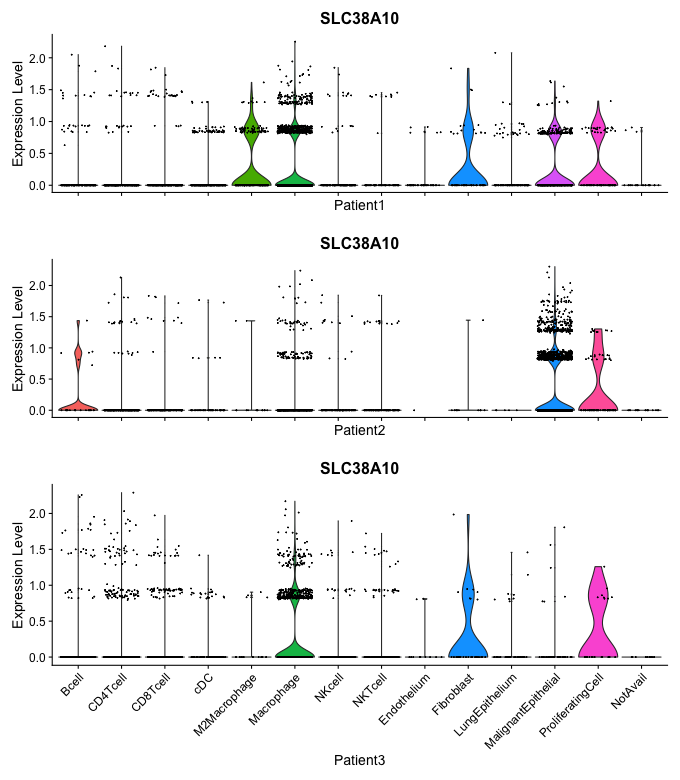 SLC38A10
Expression Level
2.0
1.5
1.0
0.5
0.0
Patient1
SLC38A10
Expression Level
2.0
1.5
1.0
0.5
0.0
Patient2
SLC38A10
Expression Level
2.0
1.5
1.0
0.5
0.0
Bcell
CD4Tcell
CD8Tcell
cDC
M2Macrophage
Macrophage
NKcell
NKTcell
Endothelium
Fibroblast
LungEpithelium
MalignantEpithelial
ProliferatingCell
NotAvail
Patient3